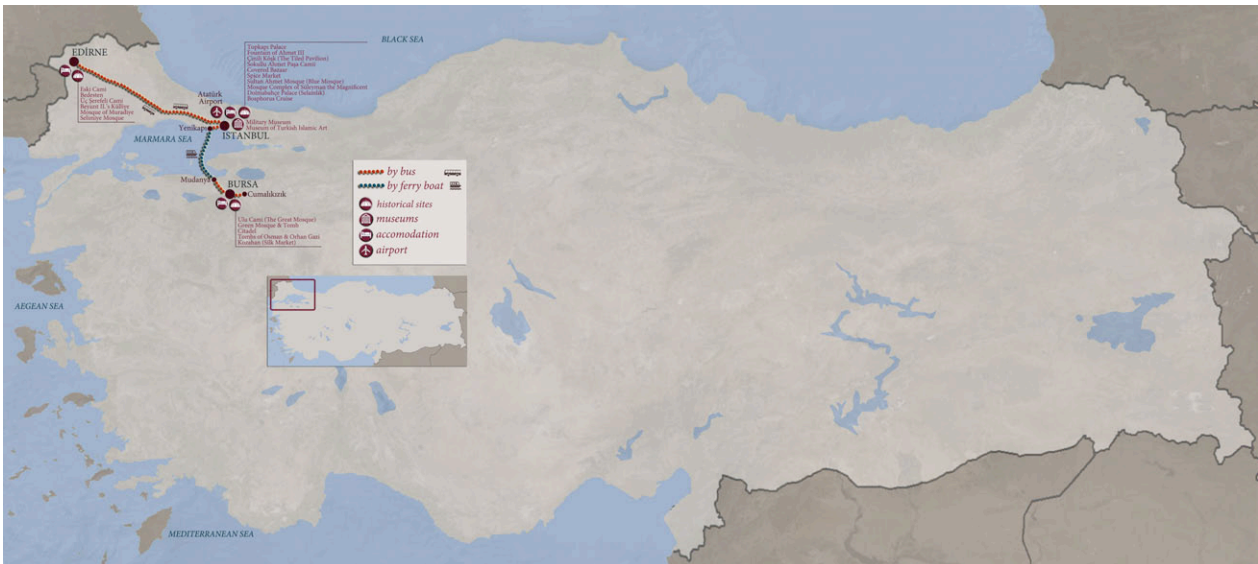 BLACK SEA
EDİRNE
Eski Cami
Bedesten
Üç Şerefeli Cami
Beyazıt II.'s Külliye
Mosque of Muradiye
Selimiye Mosque
Topkapı Palace
Fountain of Ahmet III
Çinili Köşk (The Tiled Pavilion)
Sokullu Ahmet Paşa Camii
Covered Bazaar
Spice Market
Sultan Ahmet Mosque (Blue Mosque)
Mosque Complex of Süleyman the Magnificent
Dolmabahçe Palace (Selamlık)
Bosphorus Cruise
Atatürk
Airport
Military Museum
Museum of Turkish Islamic Art
Yenikapı
ISTANBUL
MARMARA SEA
Mudanya
BURSA
Cumalıkızık
Ulu Cami (The Great Mosque)
Green Mosque & Tomb
Citadel
Tombs of Osman & Orhan Gazi
Kozahan (Silk Market)
by bus
by ferry boat
historical sites
museums
accomodation
airport
AEGEAN SEA
MEDITERRANEAN SEA